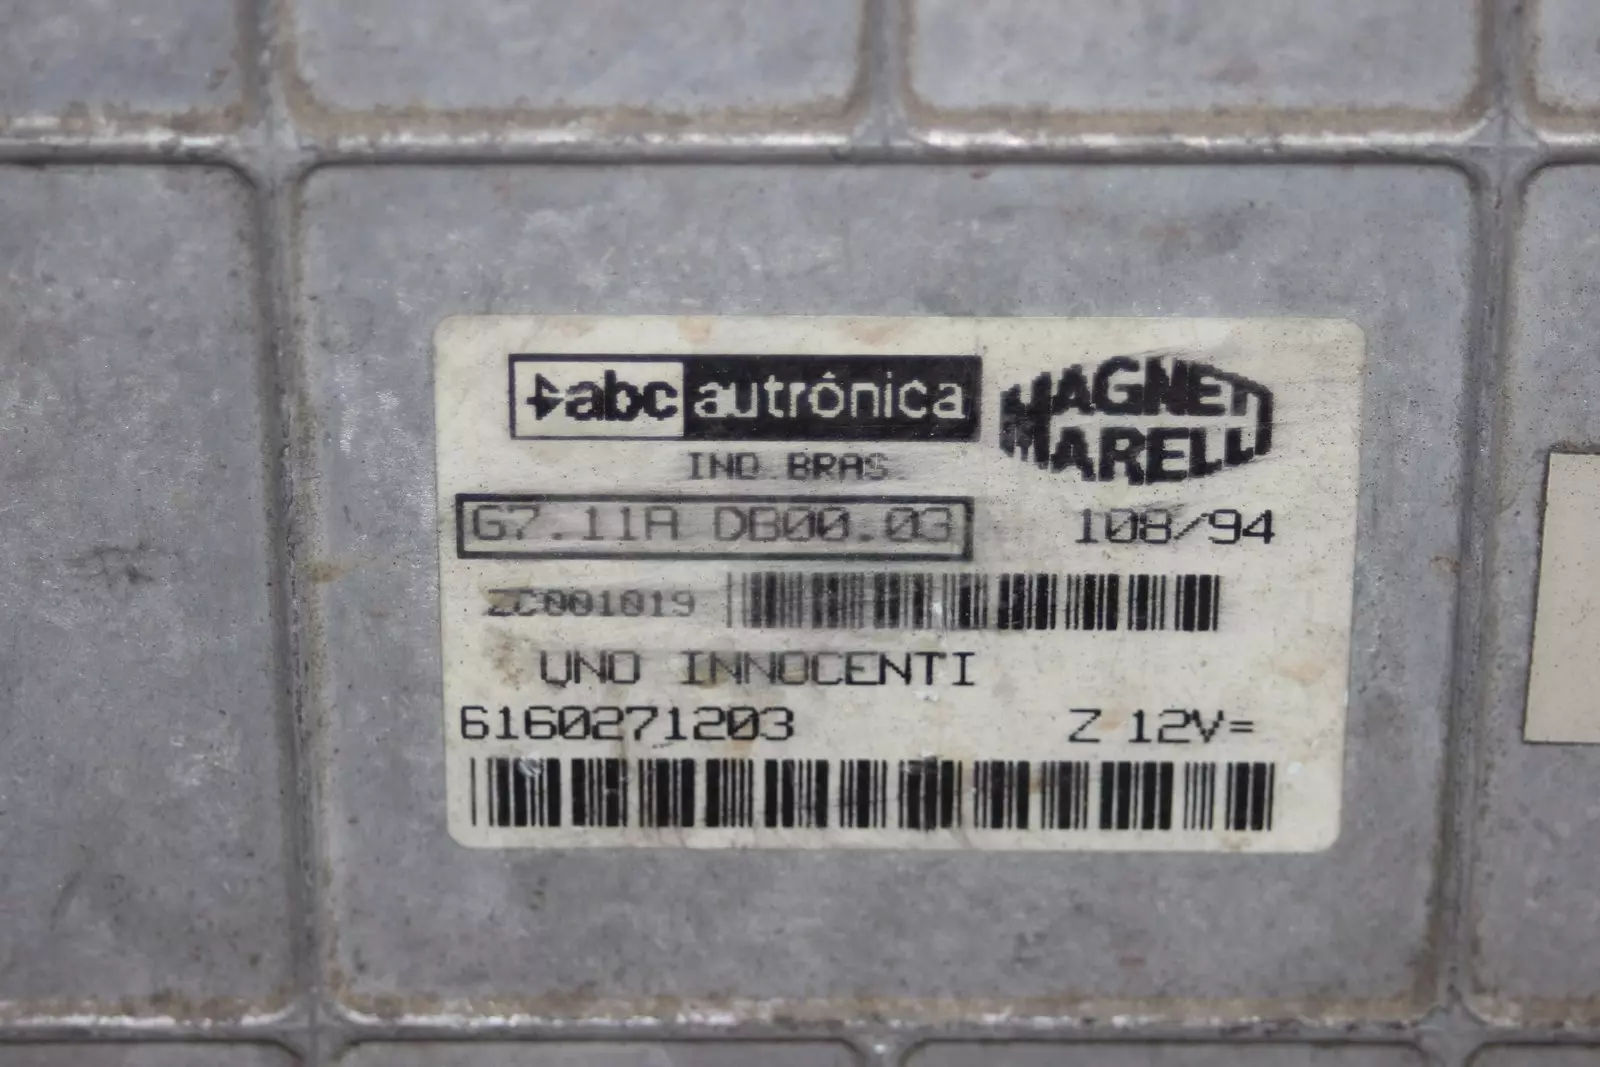 abc autrônica
MAGNETI MARELLI
IND. BRAS.
G7.11A DB00.03 108/94
ZC001019
UNO INNOCENTI
6160271203 Z 12V=